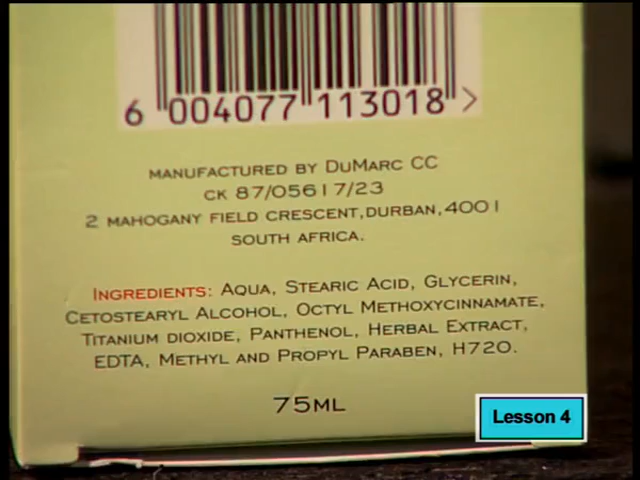 6 004077 113018 >
MANUFACTURED BY DUMARC CC
CK 87/05617/23
2 MAHOGANY FIELD CRESCENT, DURBAN, 4001
SOUTH AFRICA.
INGREDIENTS: AQUA, STEARIC ACID, GLYCERIN,
CETOSTEARYL ALCOHOL, OCTYL METHOXYCINNAMATE,
TITANIUM DIOXIDE, PANTHENOL, HERBAL EXTRACT,
EDTA, METHYL AND PROPYL PARABEN, H720.
75ML
Lesson 4